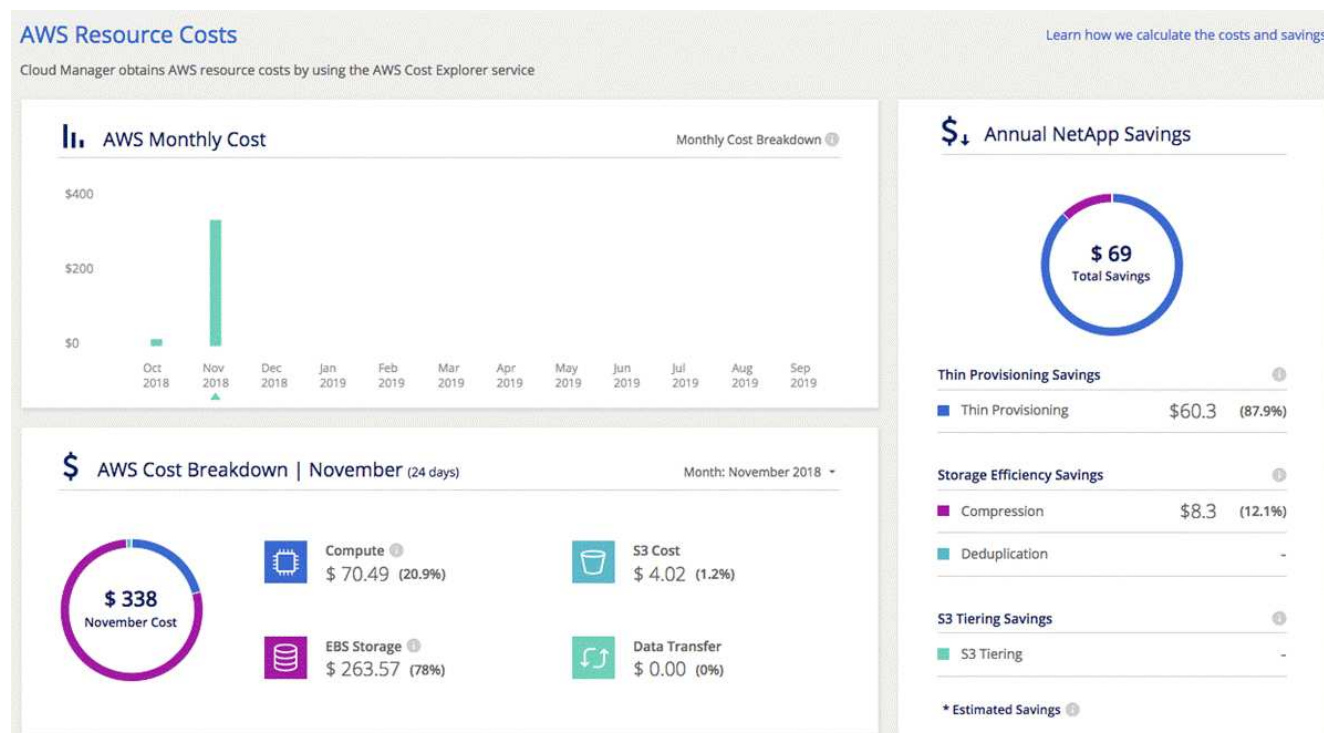 AWS Resource Costs
Learn how we calculate the costs and savings
Cloud Manager obtains AWS resource costs by using the AWS Cost Explorer service
AWS Monthly Cost
Monthly Cost Breakdown
$400
$200
$0
Oct Nov Dec Jan Feb Mar Apr May Jun Jul Aug Sep
2018 2018 2018 2019 2019 2019 2019 2019 2019 2019 2019 2019
AWS Cost Breakdown | November (24 days)
Month: November 2018
$ 338
November Cost
Compute
$ 70.49 (20.9%)
S3 Cost
$ 4.02 (1.2%)
EBS Storage
$ 263.57 (78%)
Data Transfer
$ 0.00 (0%)
Annual NetApp Savings
$ 69
Total Savings
Thin Provisioning Savings
Thin Provisioning $60.3 (87.9%)
Storage Efficiency Savings
Compression $8.3 (12.1%)
Deduplication -
S3 Tiering Savings
S3 Tiering -
* Estimated Savings